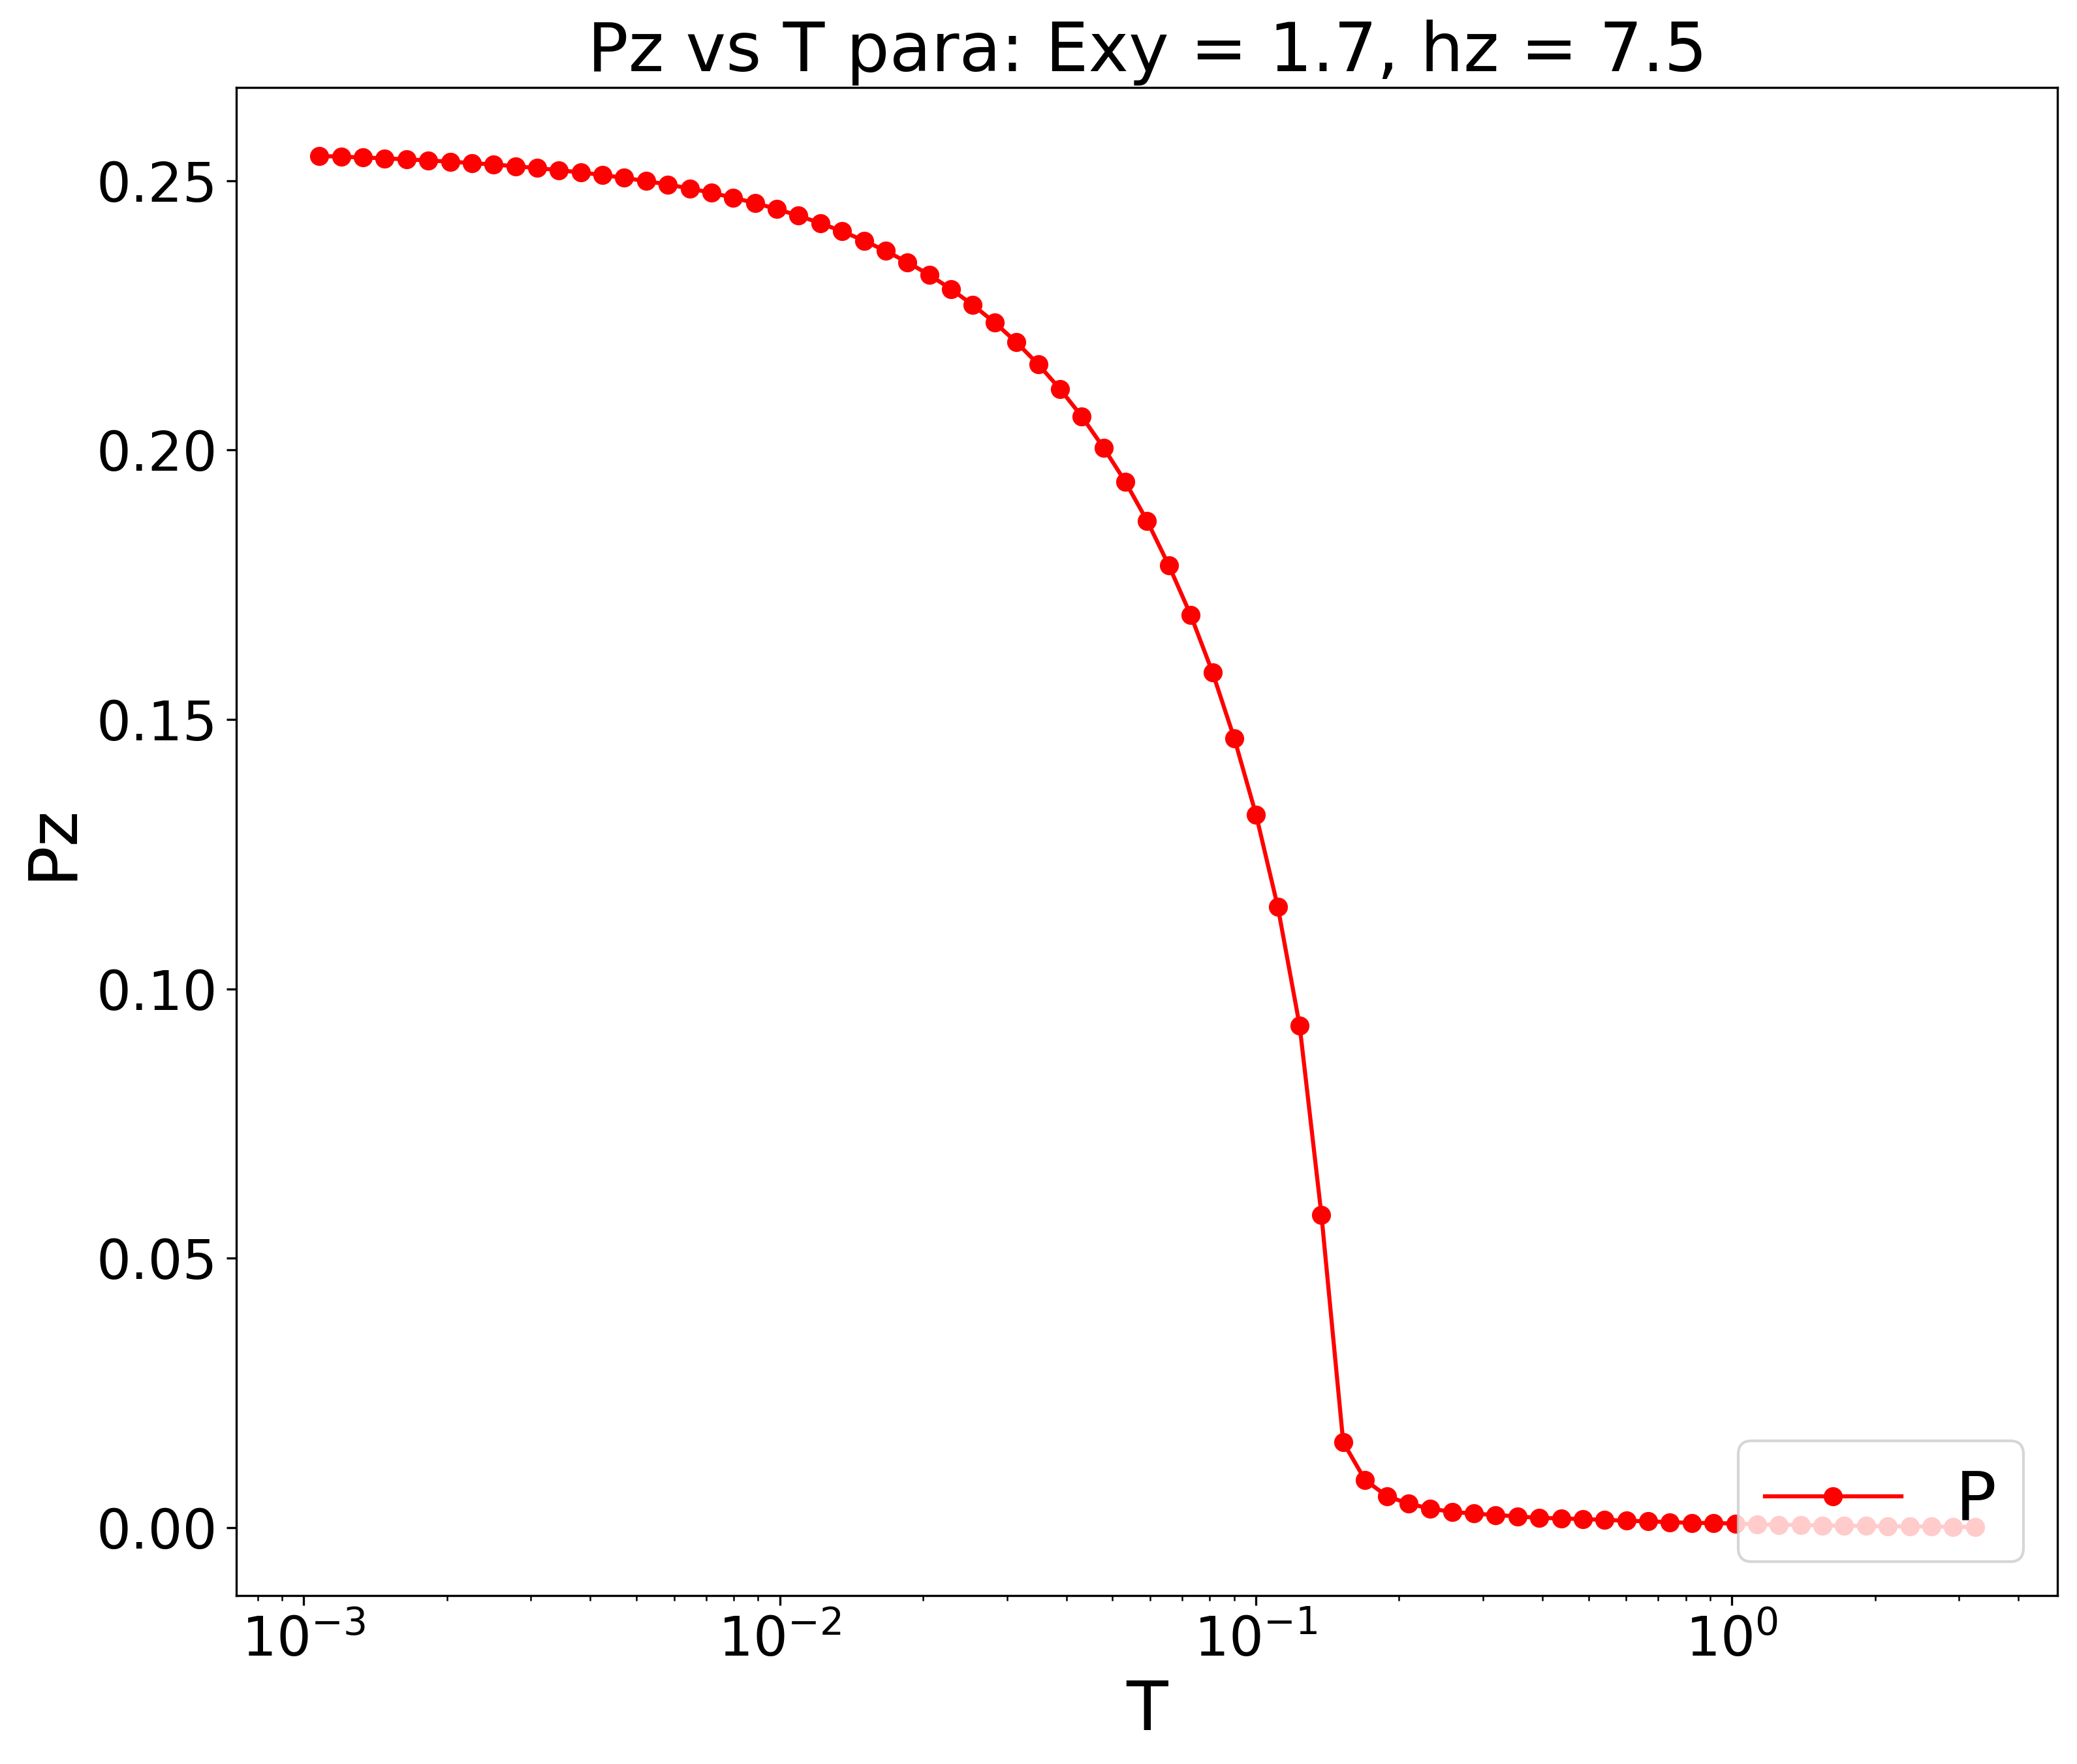 Pz vs T para: Exy = 1.7, hz = 7.5
Pz
0.25
0.20
0.15
0.10
0.05
0.00
P
10⁻³ 10⁻² 10⁻¹ 10⁰
T